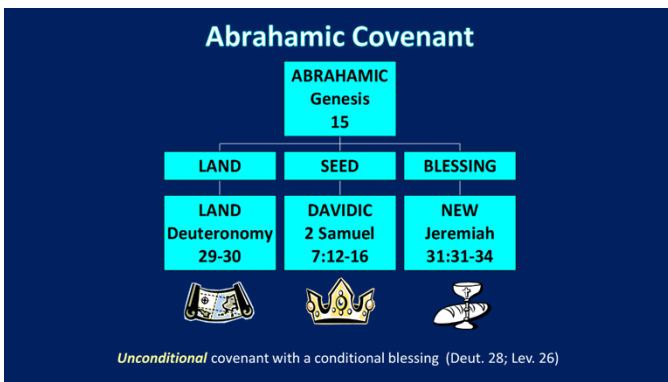 Abrahamic Covenant
ABRAHAMIC
Genesis
15
LAND
SEED
BLESSING
LAND
Deuteronomy
29-30
DAVIDIC
2 Samuel
7:12-16
NEW
Jeremiah
31:31-34
Unconditional covenant with a conditional blessing (Deut. 28; Lev. 26)